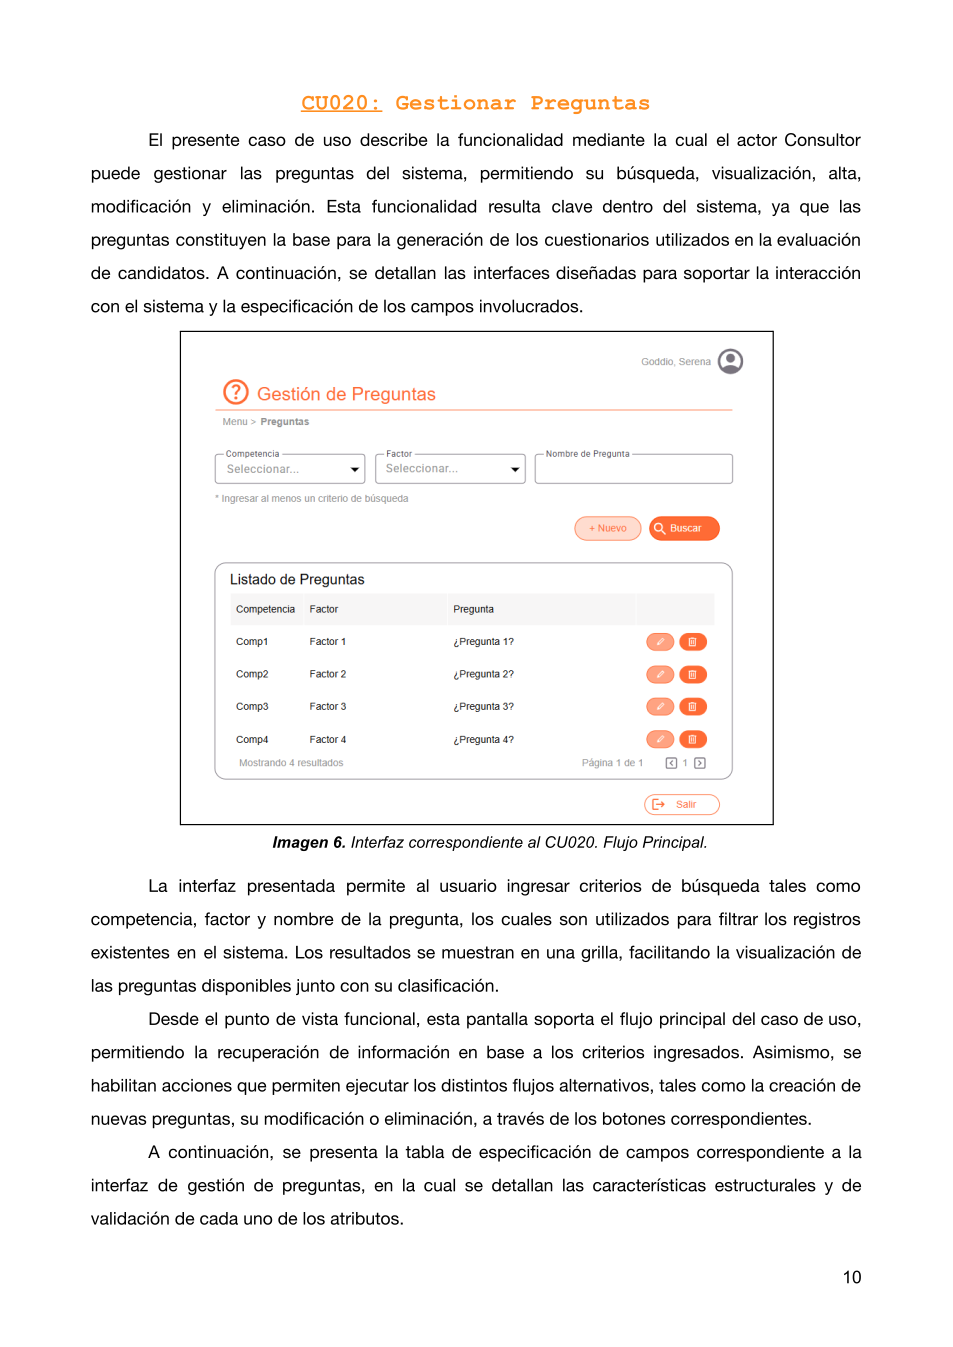 CU020: Gestionar Preguntas
El presente caso de uso describe la funcionalidad mediante la cual el actor Consultor
puede gestionar las preguntas del sistema, permitiendo su búsqueda, visualización, alta,
modificación y eliminación. Esta funcionalidad resulta clave dentro del sistema, ya que las
preguntas constituyen la base para la generación de los cuestionarios utilizados en la evaluación
de candidatos. A continuación, se detallan las interfaces diseñadas para soportar la interacción
con el sistema y la especificación de los campos involucrados.
Goddio, Serena
Gestión de Preguntas
Menu > Preguntas
Competencia Factor Nombre de Pregunta
Seleccionar... Seleccionar...
* Ingresar al menos un criterio de búsqueda
+ Nuevo Buscar
Listado de Preguntas
Competencia Factor Pregunta
Comp1 Factor 1 ¿Pregunta 1?
Comp2 Factor 2 ¿Pregunta 2?
Comp3 Factor 3 ¿Pregunta 3?
Comp4 Factor 4 ¿Pregunta 4?
Mostrando 4 resultados Página 1 de 1 < 1 >
Salir
Imagen 6. Interfaz correspondiente al CU020. Flujo Principal.
La interfaz presentada permite al usuario ingresar criterios de búsqueda tales como
competencia, factor y nombre de la pregunta, los cuales son utilizados para filtrar los registros
existentes en el sistema. Los resultados se muestran en una grilla, facilitando la visualización de
las preguntas disponibles junto con su clasificación.
Desde el punto de vista funcional, esta pantalla soporta el flujo principal del caso de uso,
permitiendo la recuperación de información en base a los criterios ingresados. Asimismo, se
habilitan acciones que permiten ejecutar los distintos flujos alternativos, tales como la creación de
nuevas preguntas, su modificación o eliminación, a través de los botones correspondientes.
A continuación, se presenta la tabla de especificación de campos correspondiente a la
interfaz de gestión de preguntas, en la cual se detallan las características estructurales y de
validación de cada uno de los atributos.
10